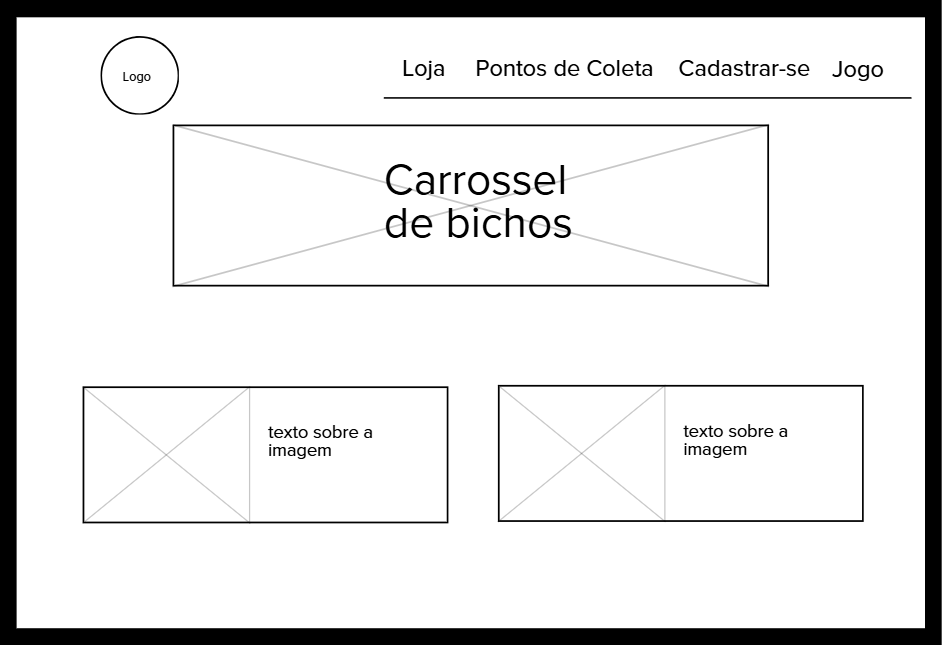 Logo
Loja Pontos de Coleta Cadastrar-se Jogo
Carrossel
de bichos
texto sobre a
imagem
texto sobre a
imagem